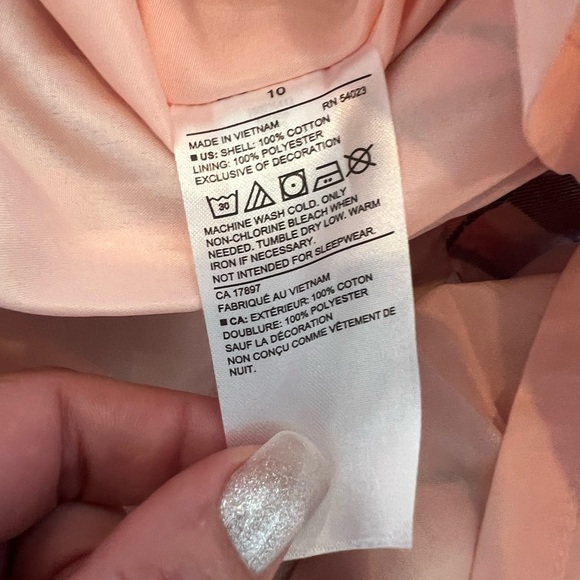 10
RN 54023
MADE IN VIETNAM
■ US: SHELL: 100% COTTON
LINING: 100% POLYESTER
EXCLUSIVE OF DECORATION
30
MACHINE WASH COLD. ONLY
NON-CHLORINE BLEACH WHEN
NEEDED. TUMBLE DRY LOW. WARM
IRON IF NECESSARY.
NOT INTENDED FOR SLEEPWEAR.
CA 17897
FABRIQUÉ AU VIETNAM
■ CA: EXTÉRIEUR: 100% COTON
DOUBLURE: 100% POLYESTER
SAUF LA DÉCORATION
NON CONÇU COMME VÊTEMENT DE
NUIT.